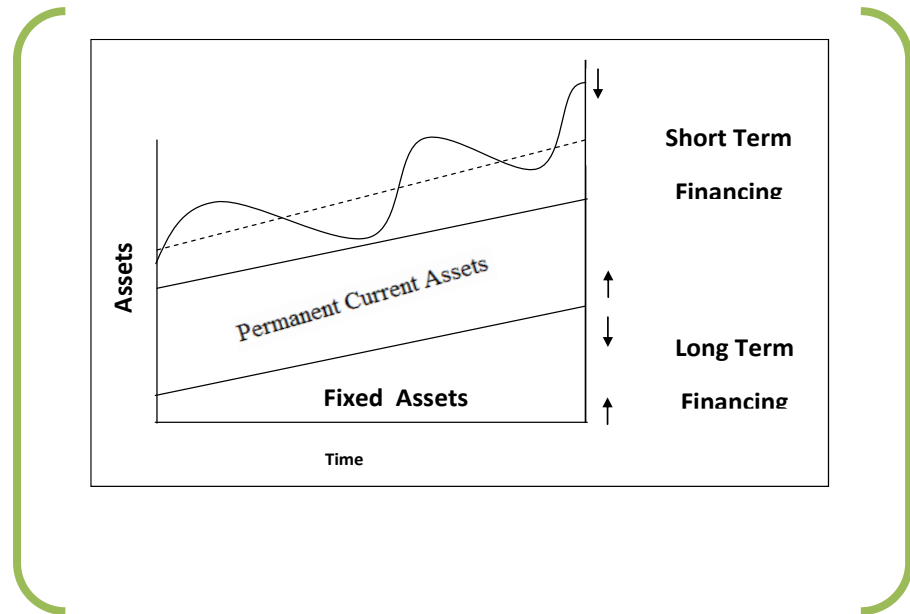 Short Term
Financing
Assets
Permanent Current Assets
Long Term
Financing
Fixed Assets
Time